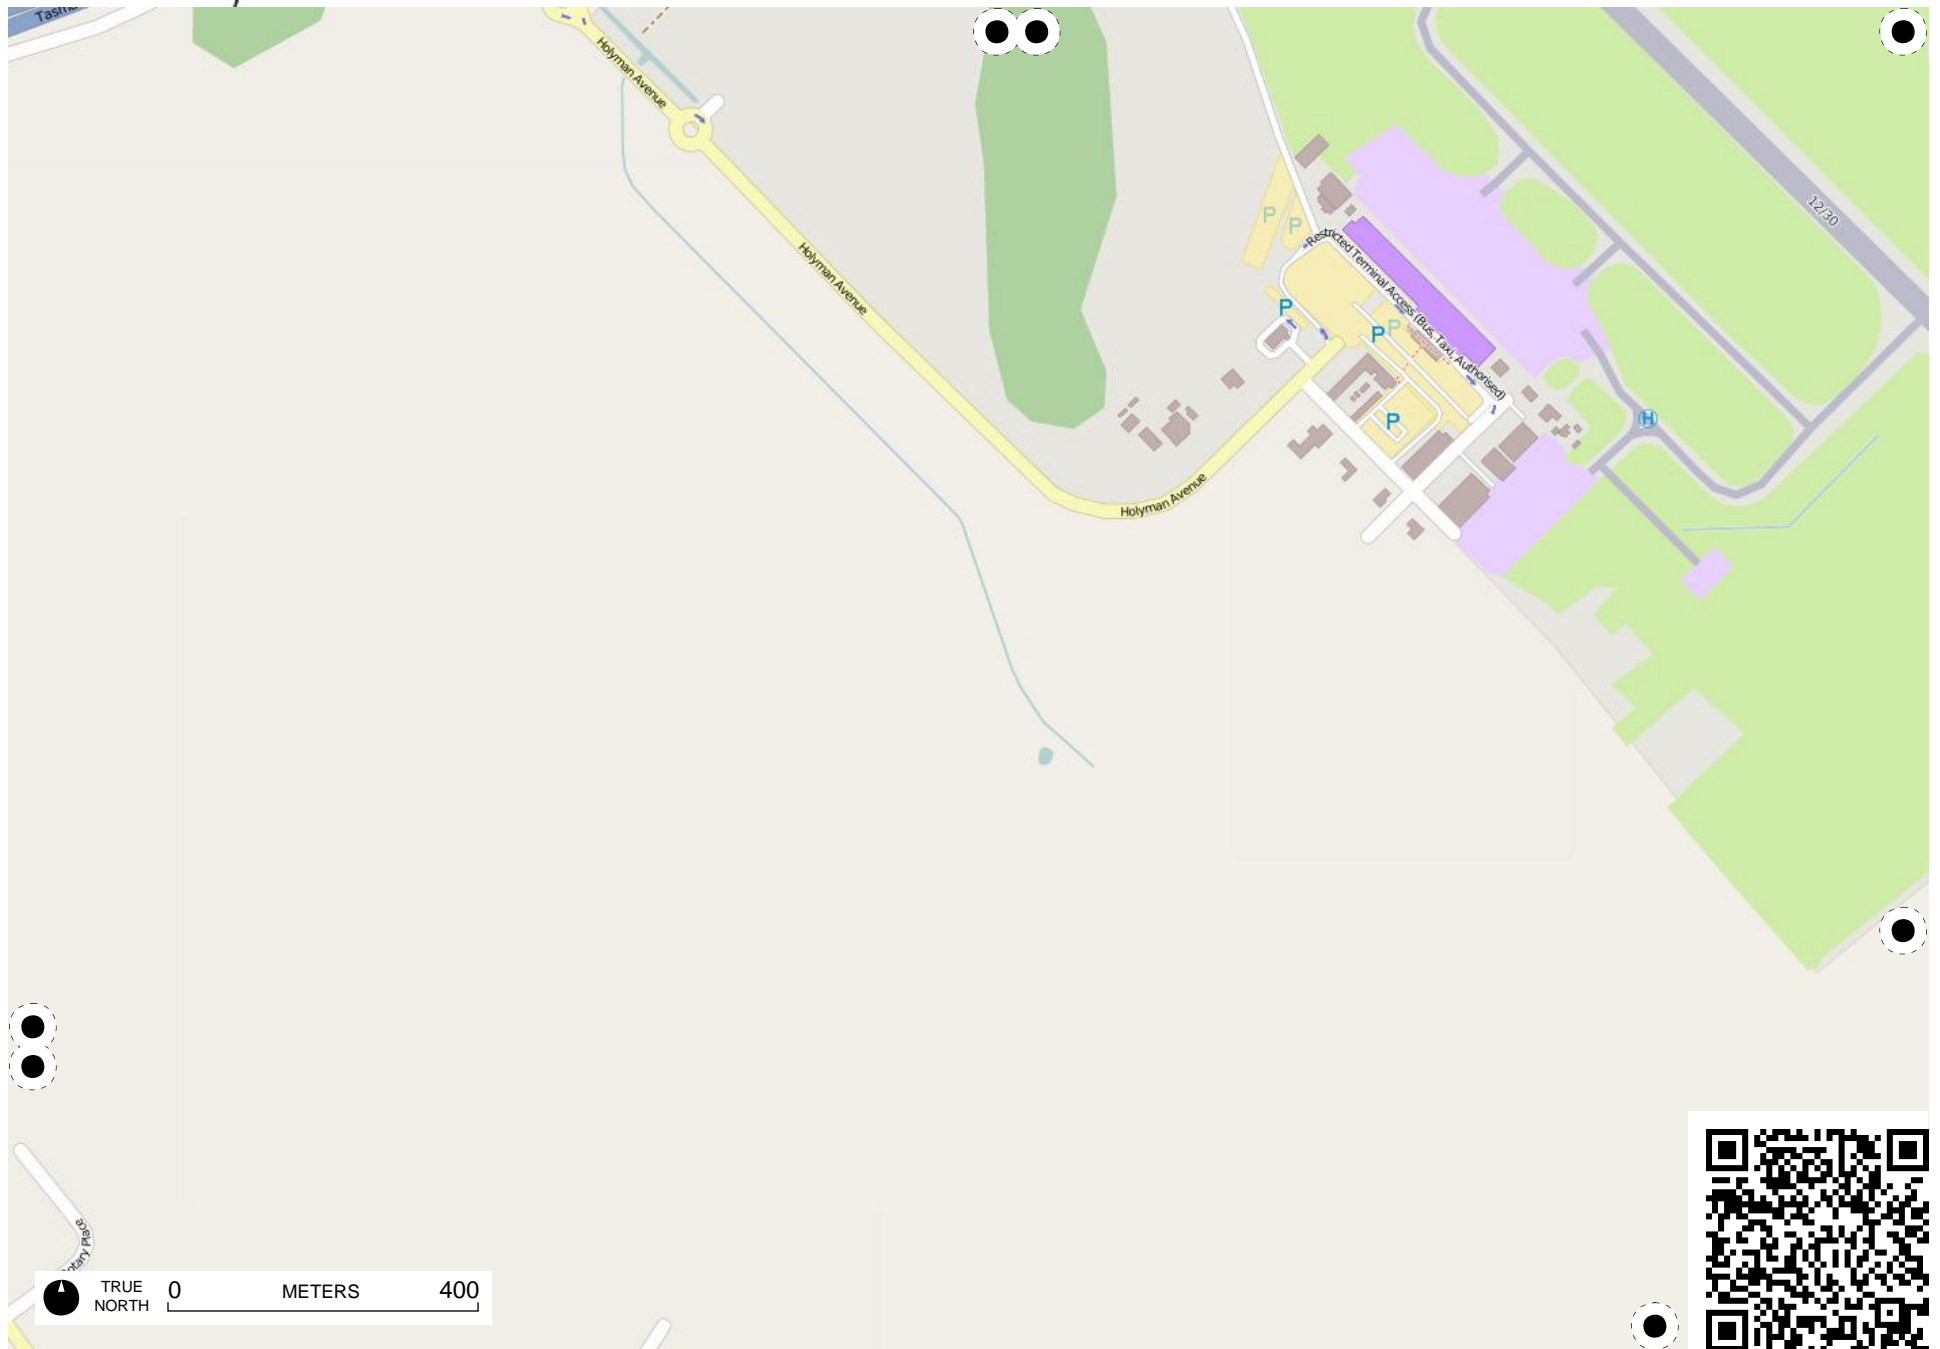 Holyman Avenue
12/30
P
P
Restricted Terminal Access (Bus, Taxi, Authorised)
Holyman Avenue
P
P
P
P
H
Holyman Avenue
TRUE
NORTH
0
METERS
400